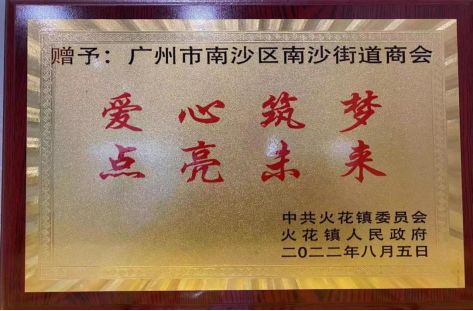 赠予：广州市南沙区南沙街道商会
爱心筑梦
点亮未来
中共火花镇委员会
火花镇人民政府
二〇二二年八月五日